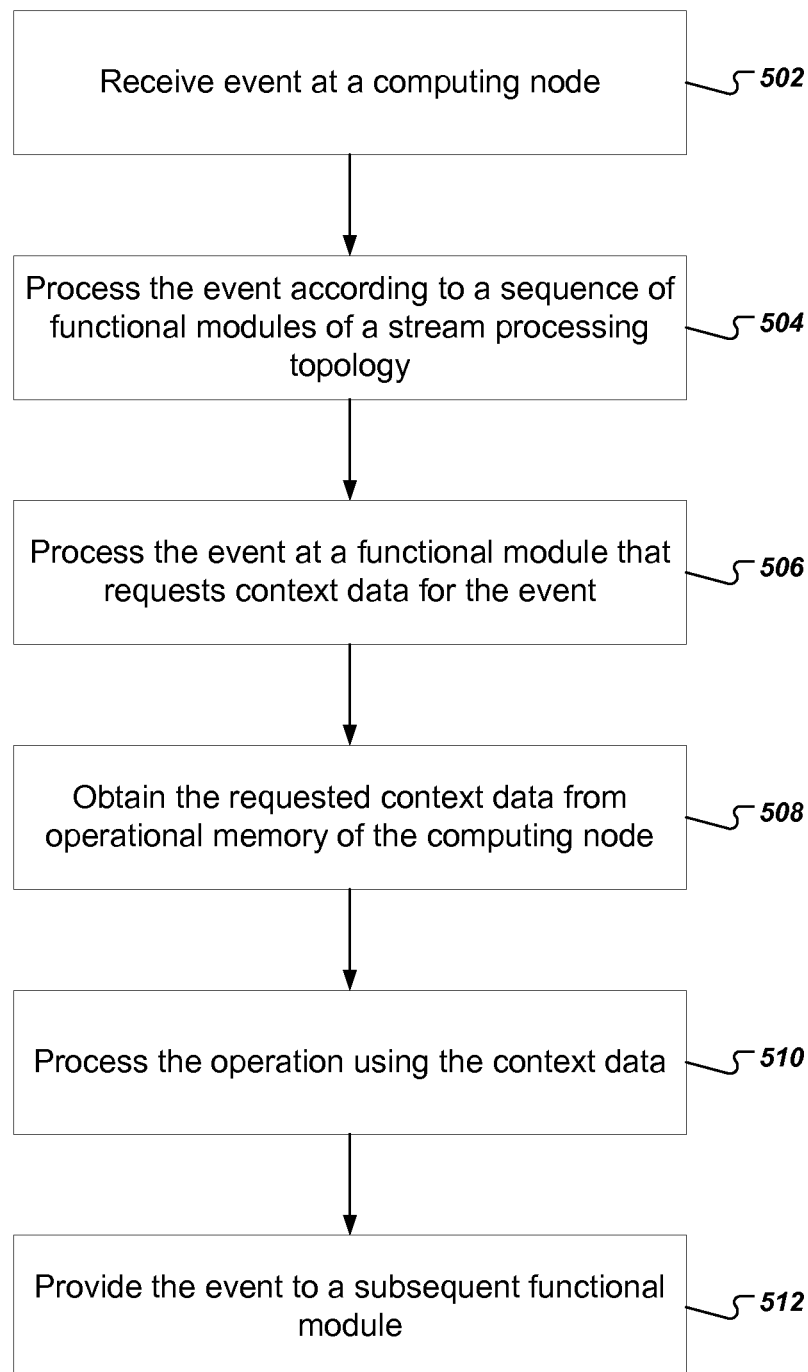 Receive event at a computing node
502
Process the event according to a sequence of
functional modules of a stream processing
topology
504
Process the event at a functional module that
requests context data for the event
506
Obtain the requested context data from
operational memory of the computing node
508
Process the operation using the context data
510
Provide the event to a subsequent functional
module
512